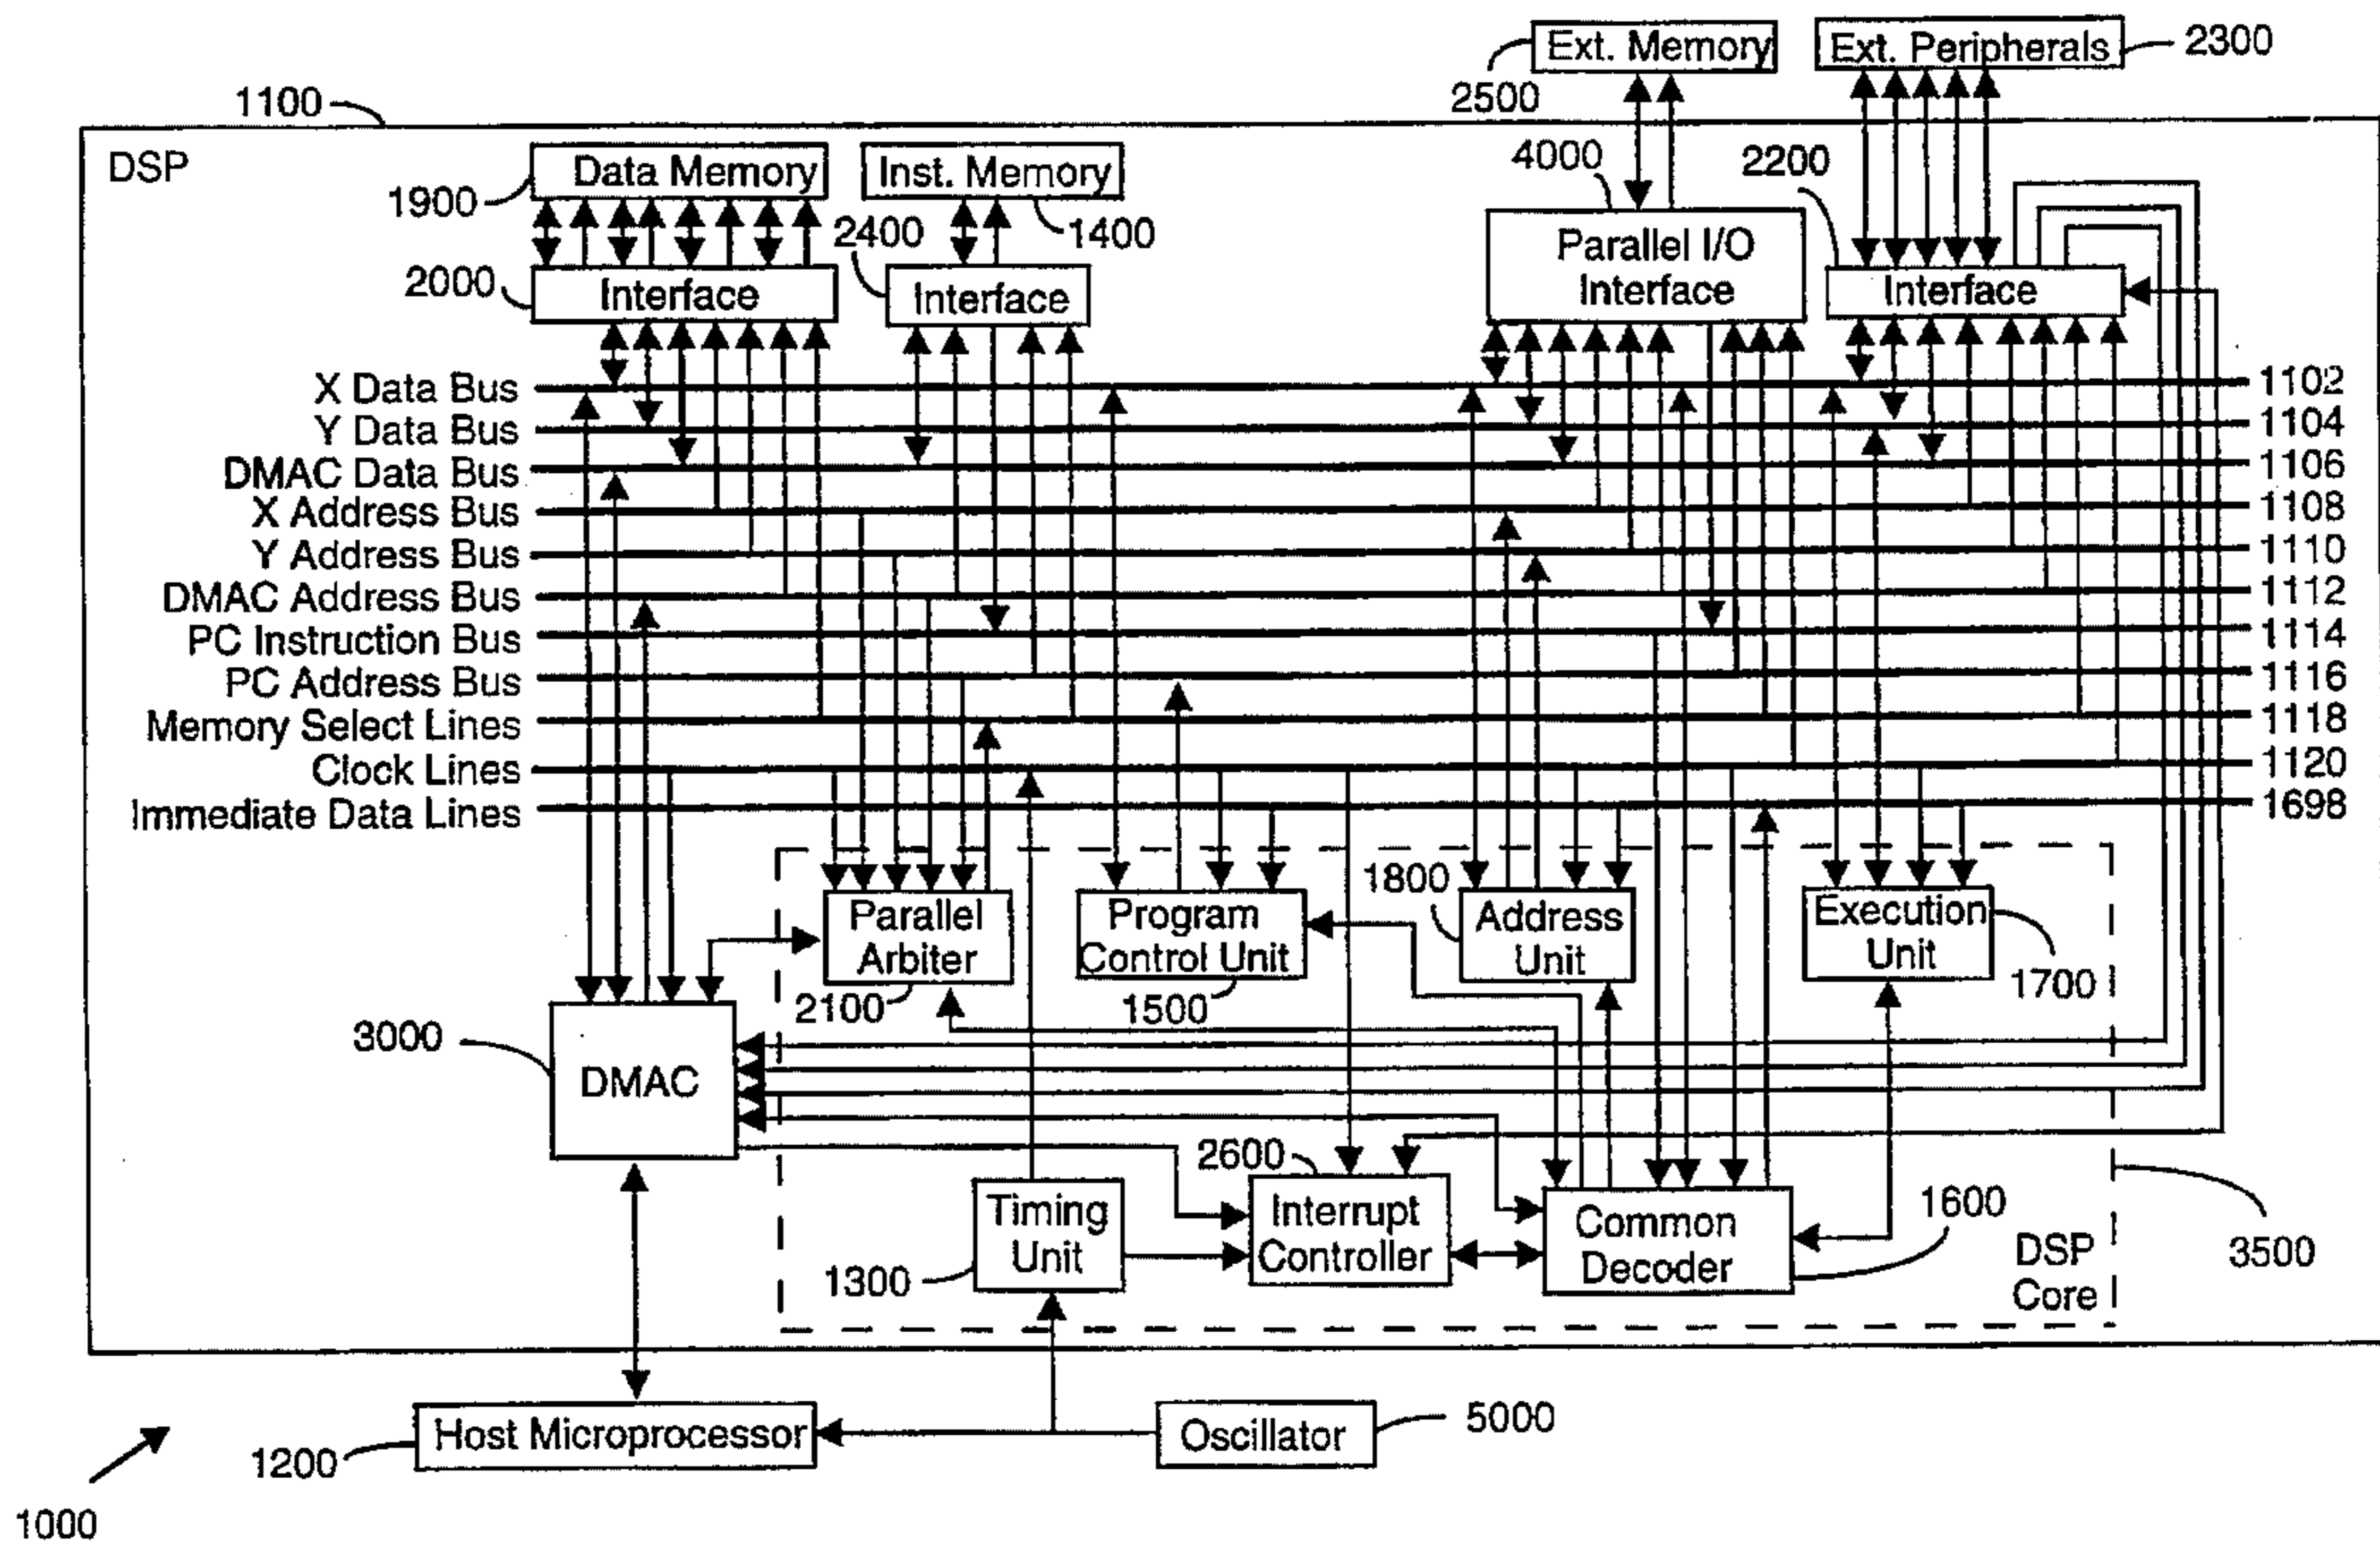 Ext. Memory
Ext. Peripherals
2300
2500
1100
DSP
Data Memory
Inst. Memory
4000
2200
1900
2400
1400
Parallel I/O
Interface
2000
Interface
Interface
Interface
X Data Bus
1102
Y Data Bus
1104
DMAC Data Bus
1106
X Address Bus
1108
Y Address Bus
1110
DMAC Address Bus
1112
PC Instruction Bus
1114
PC Address Bus
1116
Memory Select Lines
1118
Clock Lines
1120
Immediate Data Lines
1698
1800
Parallel
Arbiter
Program
Control Unit
Address
Unit
Execution
Unit
2100
1500
1700
3000
DMAC
2600
Timing
Unit
Interrupt
Controller
Common
Decoder
1600
1300
DSP
Core
3500
Host Microprocessor
Oscillator
5000
1200
1000